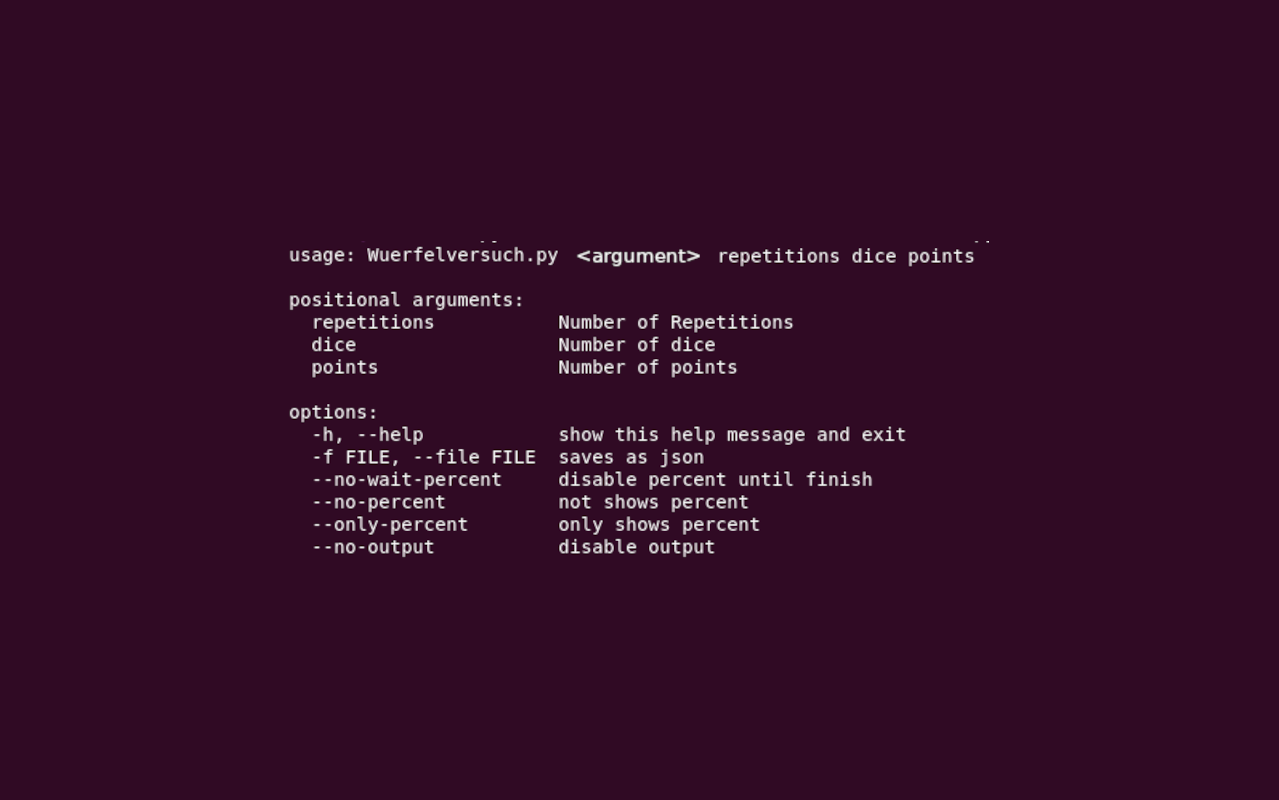 usage: Wuerfelversuch.py <argument> repetitions dice points
positional arguments:
repetitions Number of Repetitions
dice Number of dice
points Number of points
options:
-h, --help show this help message and exit
-f FILE, --file FILE saves as json
--no-wait-percent disable percent until finish
--no-percent not shows percent
--only-percent only shows percent
--no-output disable output